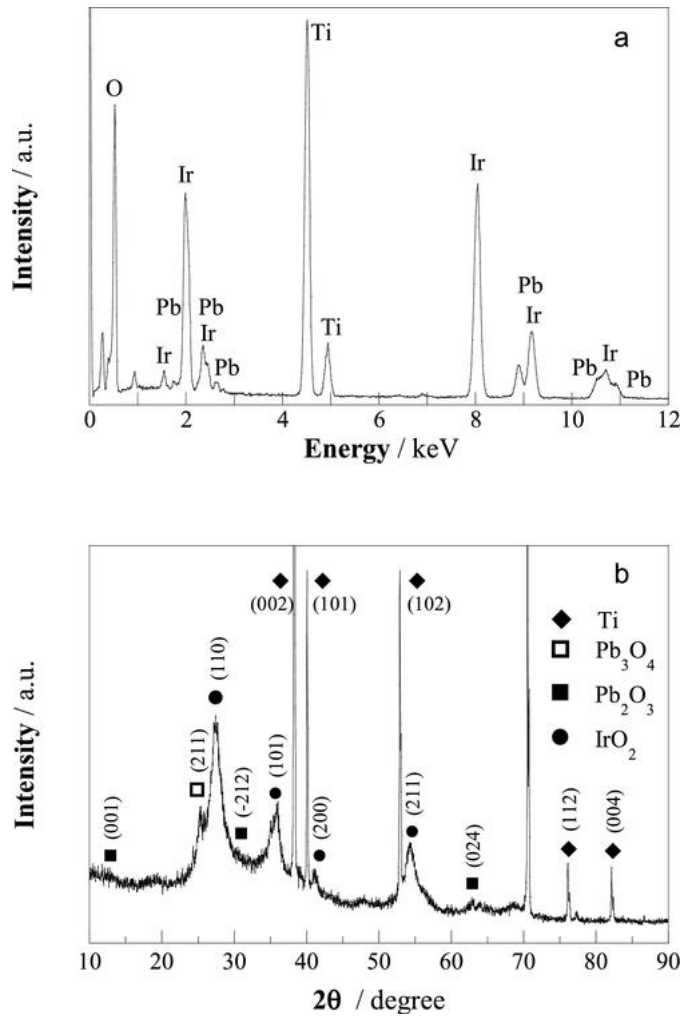 a
Ti
O
Ir
Ir
Pb Pb
Pb
Ir
Ti
Ir
Ir
Pb
Ir
Pb
Pb
Pb
Intensity / a.u.
0 2 4 6 8 10 12
Energy / keV
b
(002) (101) (102)
Ti
Pb3O4
Pb2O3
IrO2
(110)
(211)
(001)
(-212)
(101)
(200)
(211)
(024)
(112)
(004)
Intensity / a.u.
10 20 30 40 50 60 70 80 90
2θ / degree